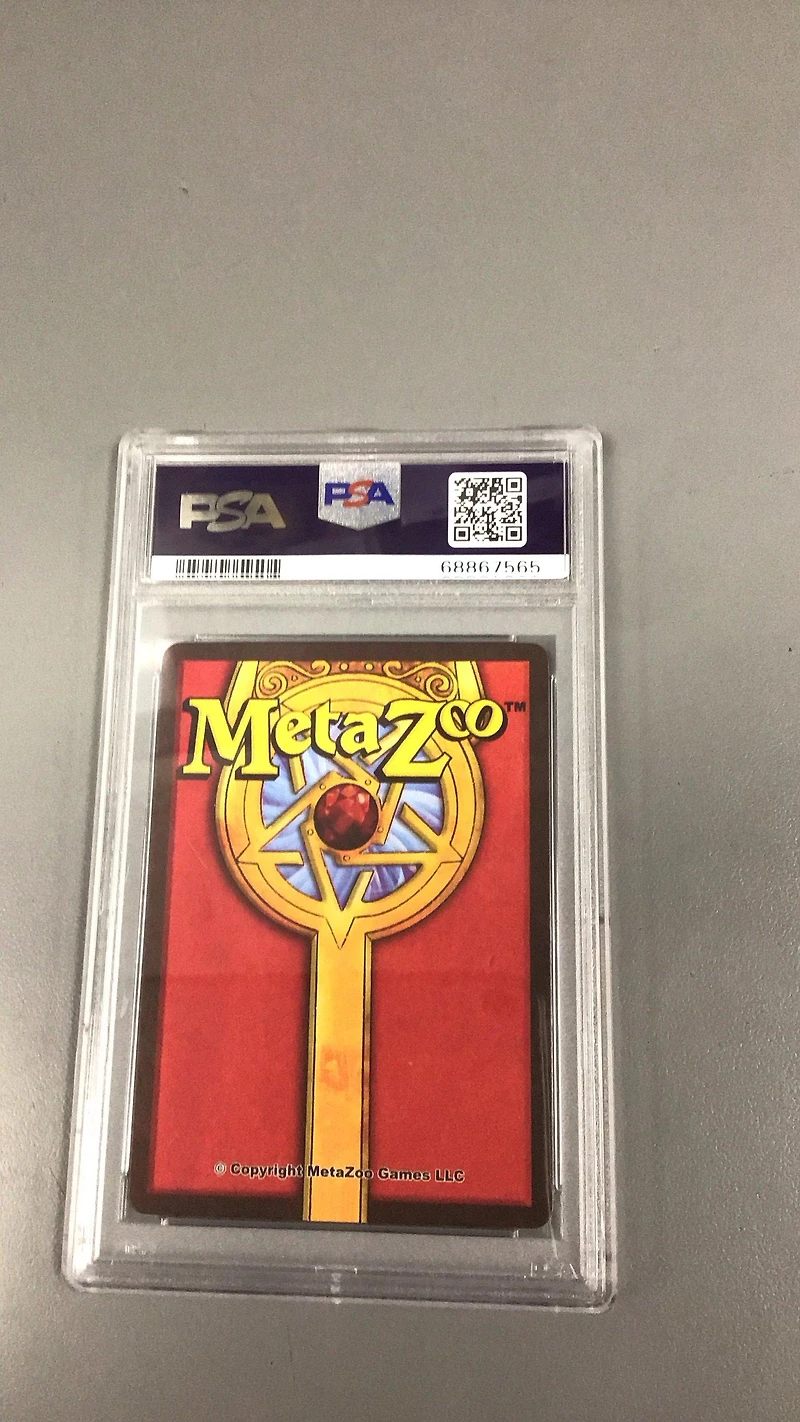 PSA
PSA
68867565
MetaZoo™
© Copyright MetaZoo Games LLC